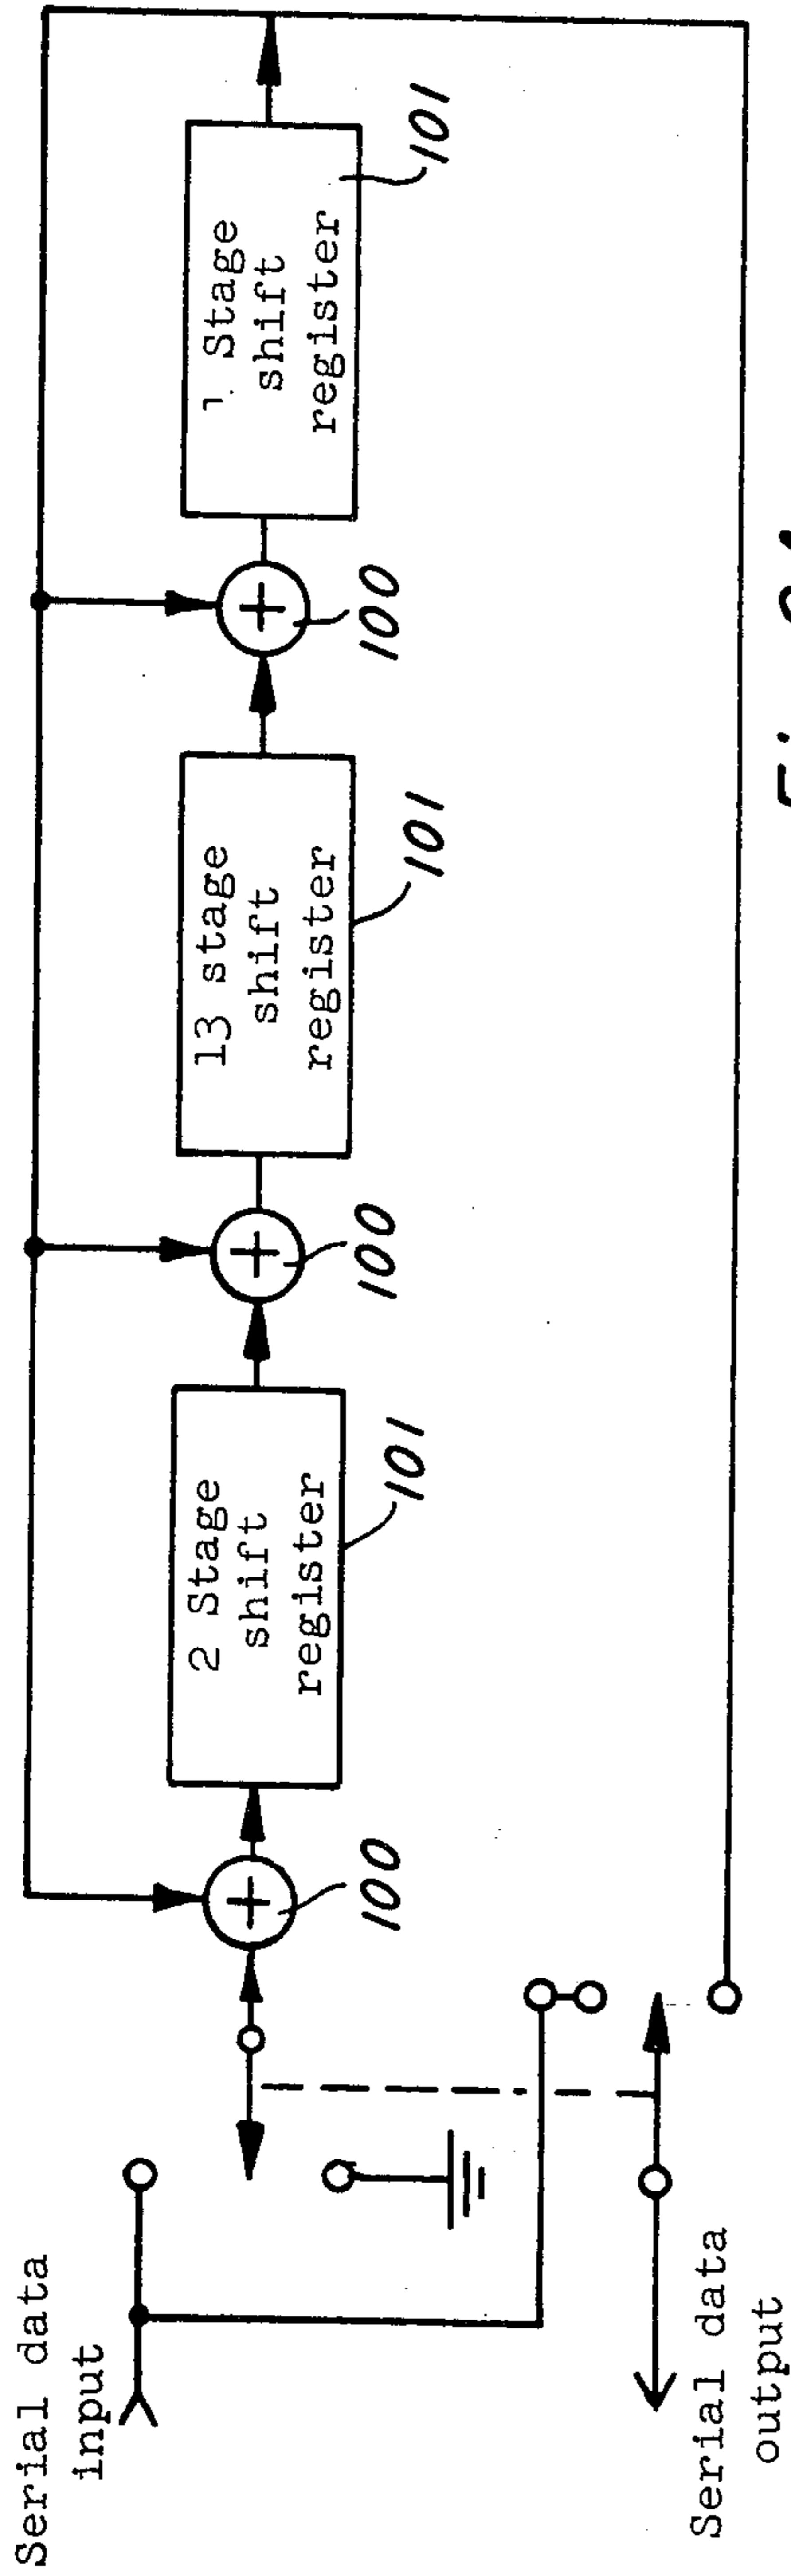 Serial data
input
100
2 Stage
shift
register
101
100
13 stage
shift
register
101
100
1 Stage
shift
register
101
Serial data
output